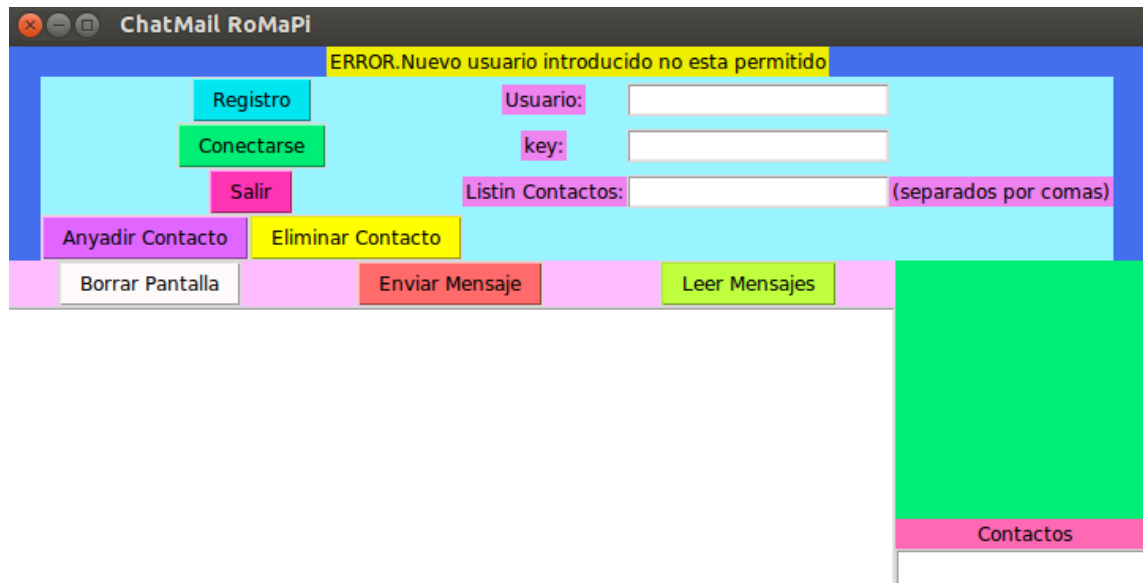 ChatMail RoMaPi
ERROR.Nuevo usuario introducido no esta permitido
Registro Usuario:
Conectarse key:
Salir Listin Contactos: (separados por comas)
Anyadir Contacto Eliminar Contacto
Borrar Pantalla Enviar Mensaje Leer Mensajes
Contactos